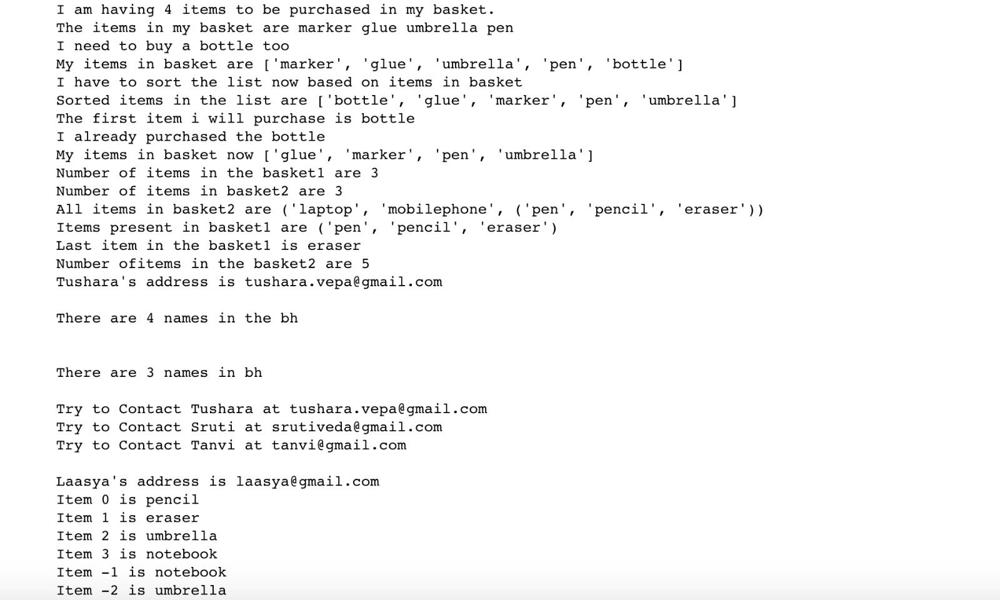 I am having 4 items to be purchased in my basket.
The items in my basket are marker glue umbrella pen
I need to buy a bottle too
My items in basket are ['marker', 'glue', 'umbrella', 'pen', 'bottle']
I have to sort the list now based on items in basket
Sorted items in the list are ['bottle', 'glue', 'marker', 'pen', 'umbrella']
The first item i will purchase is bottle
I already purchased the bottle
My items in basket now ['glue', 'marker', 'pen', 'umbrella']
Number of items in the basket1 are 3
Number of items in basket2 are 3
All items in basket2 are ('laptop', 'mobilephone', ('pen', 'pencil', 'eraser'))
Items present in basket1 are ('pen', 'pencil', 'eraser')
Last item in the basket1 is eraser
Number ofitems in the basket2 are 5
Tushara's address is tushara.vepa@gmail.com
There are 4 names in the bh
There are 3 names in bh
Try to Contact Tushara at tushara.vepa@gmail.com
Try to Contact Sruti at srutiveda@gmail.com
Try to Contact Tanvi at tanvi@gmail.com
Laasya's address is laasya@gmail.com
Item 0 is pencil
Item 1 is eraser
Item 2 is umbrella
Item 3 is notebook
Item -1 is notebook
Item -2 is umbrella